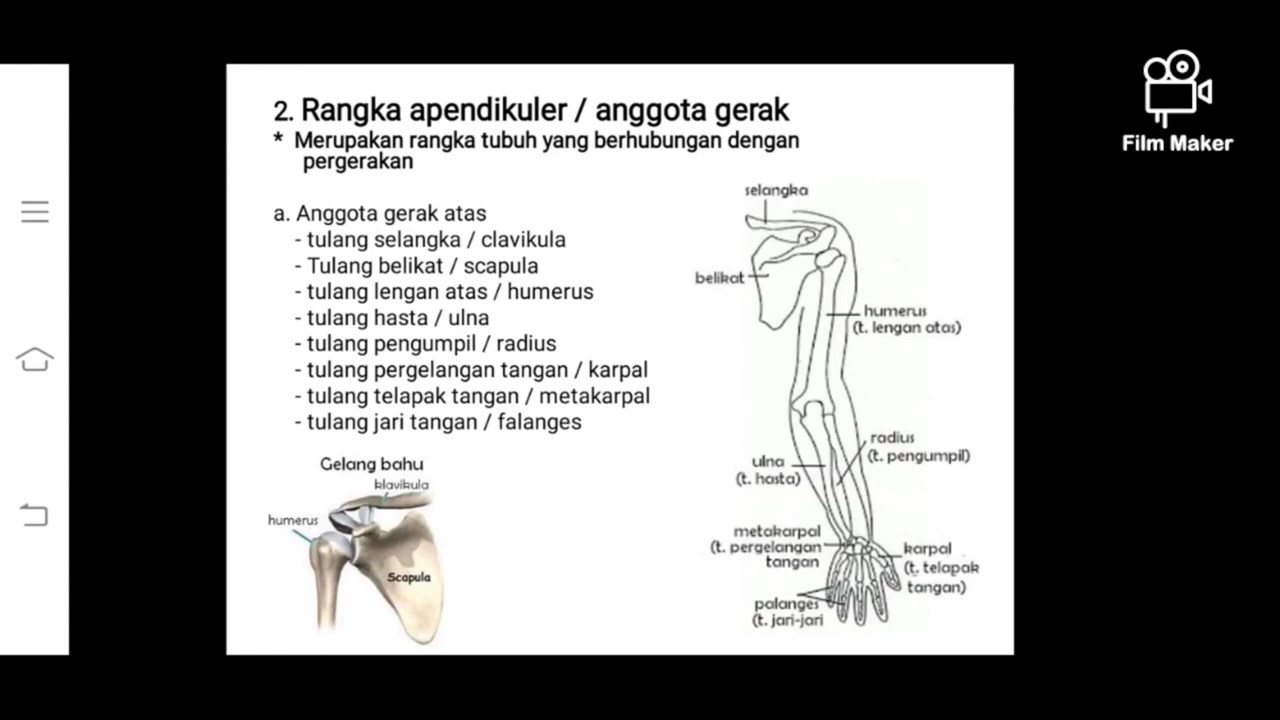 2. Rangka apendikuler / anggota gerak
* Merupakan rangka tubuh yang berhubungan dengan
pergerakan
a. Anggota gerak atas
- tulang selangka / clavikula
- Tulang belikat / scapula
- tulang lengan atas / humerus
- tulang hasta / ulna
- tulang pengumpil / radius
- tulang pergelangan tangan / karpal
- tulang telapak tangan / metakarpal
- tulang jari tangan / falanges
Gelang bahu
klavikula
humerus
Scapula
selangka
belikat
humerus
(t. lengan atas)
radius
(t. pengumpil)
ulna
(t. hasta)
metakarpal
(t. pergelangan
tangan
karpal
(t. telapak
tangan)
palanges
(t. jari-jari
Film Maker